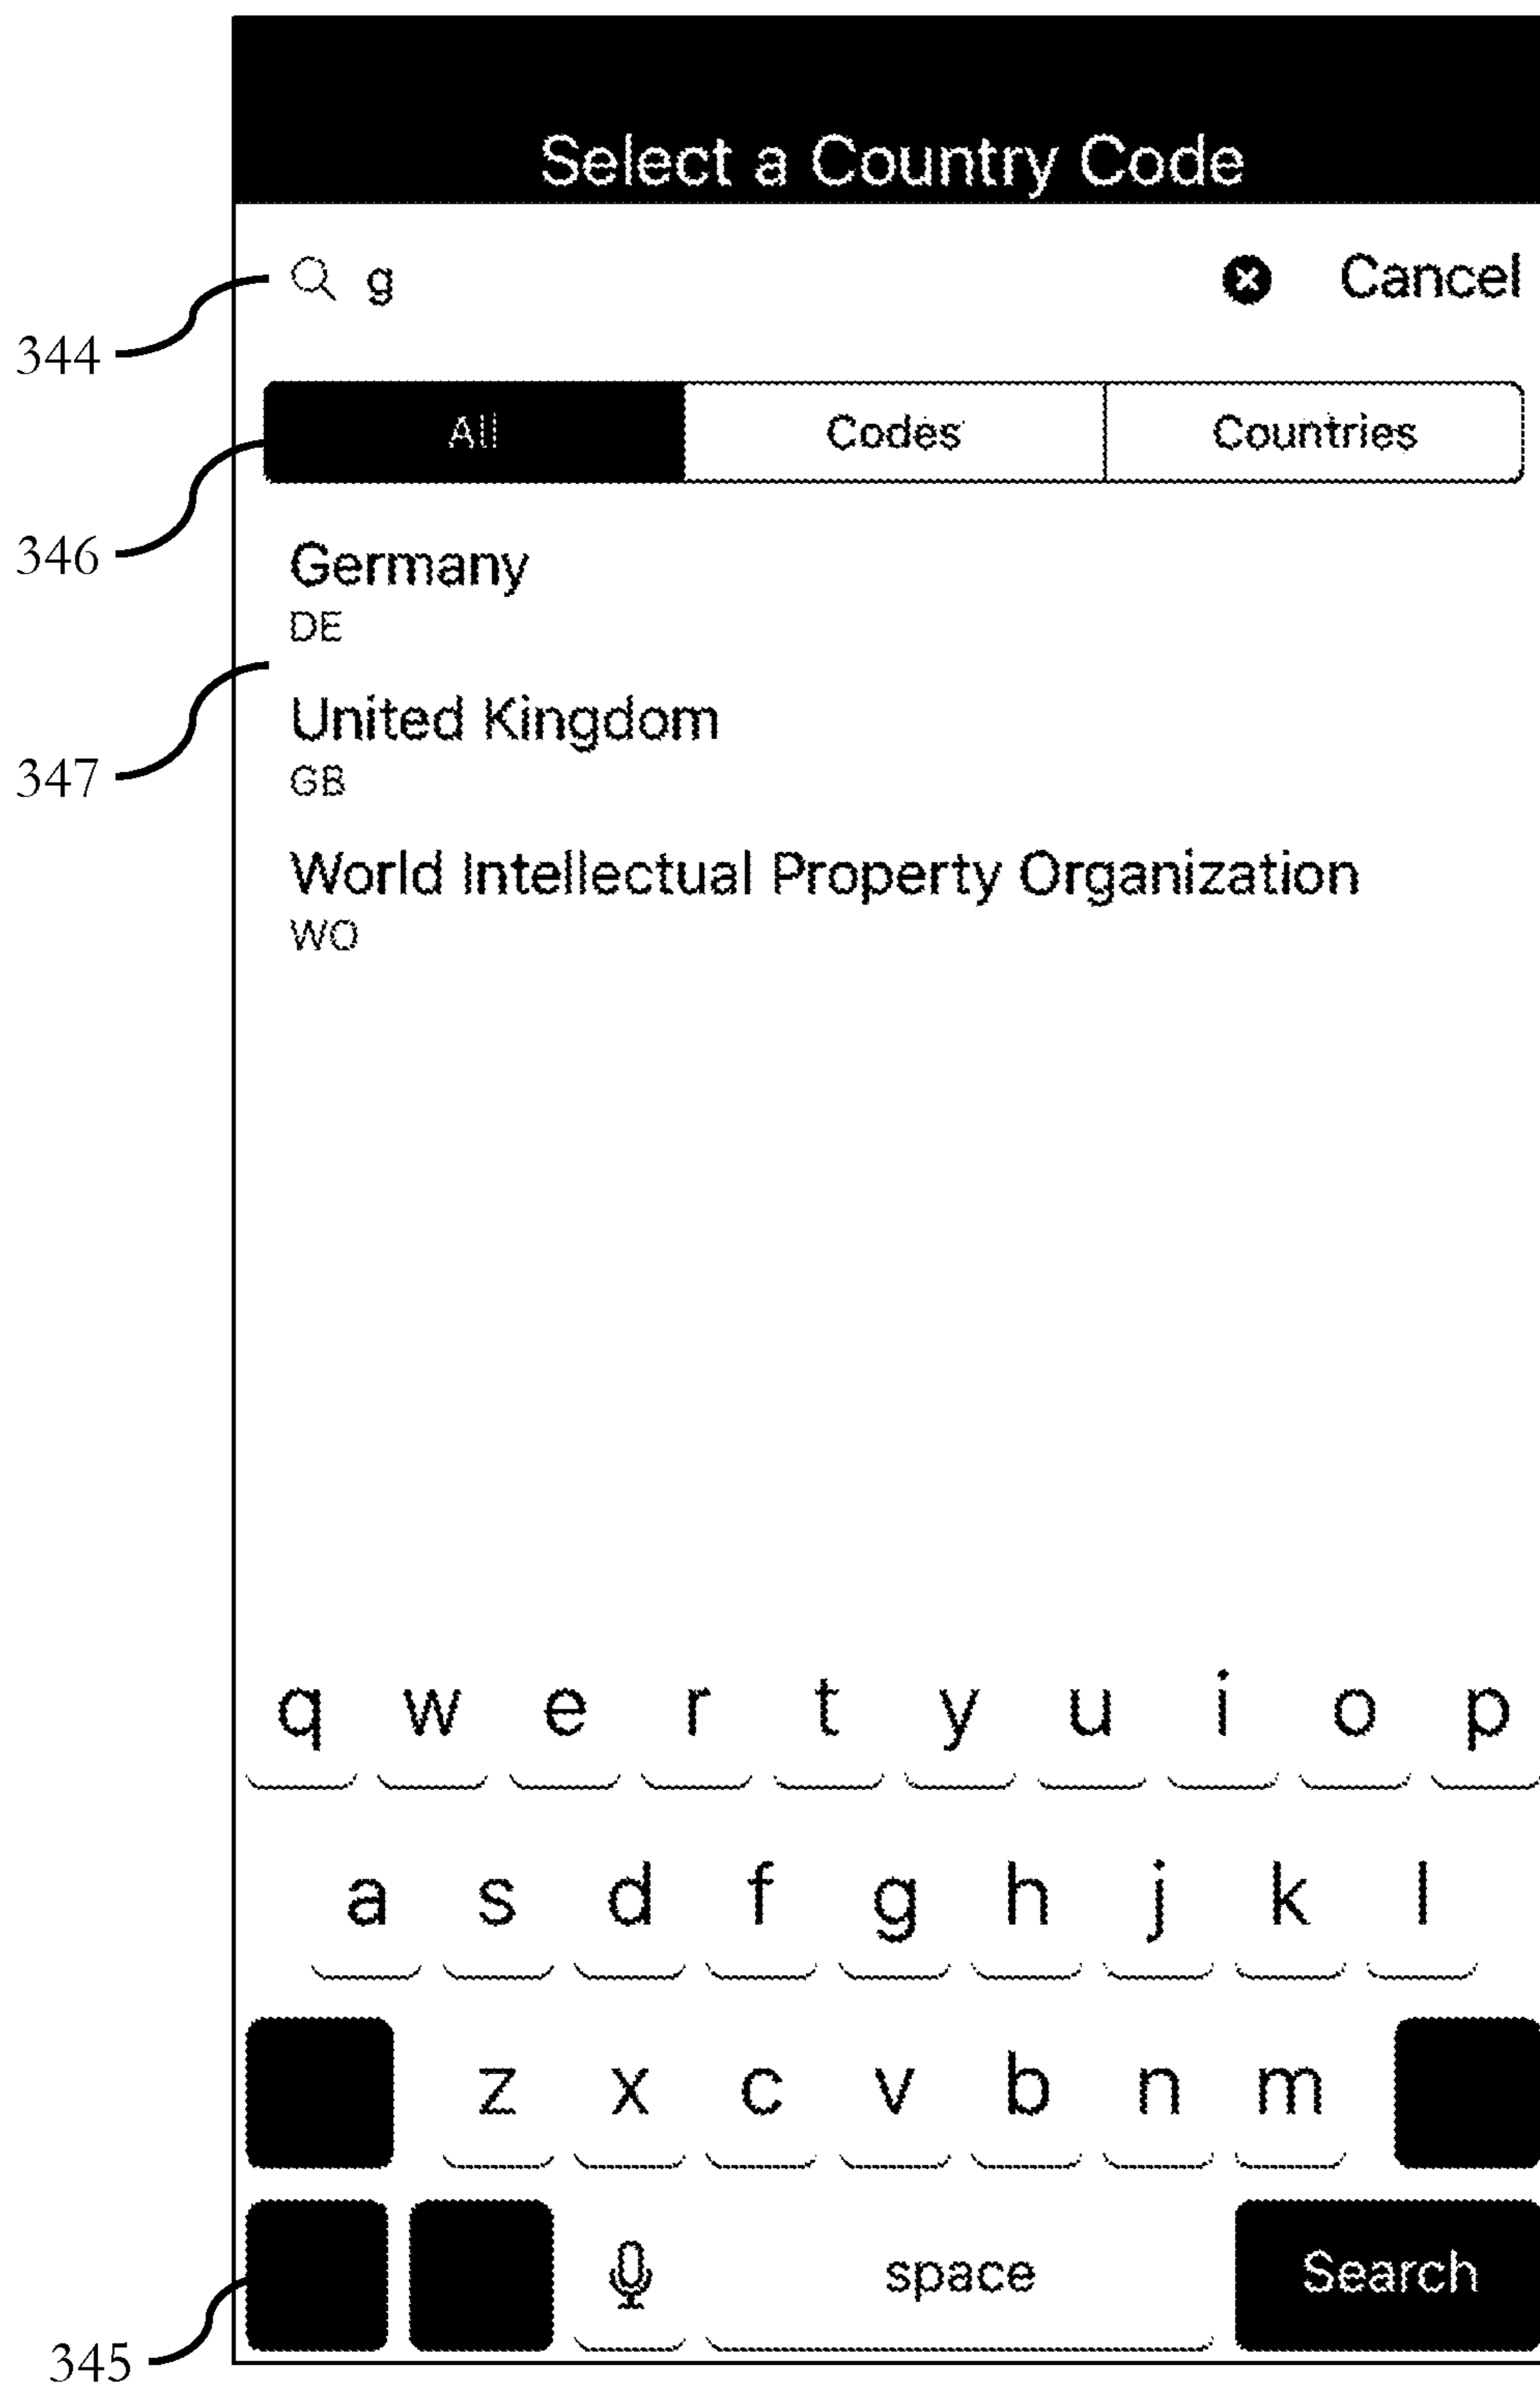 Select a Country Code
g Cancel
344
All Codes Countries
346
Germany
DE
347
United Kingdom
GB
World Intellectual Property Organization
WO
q w e r t y u i o p
a s d f g h j k l
z x c v b n m
space Search
345